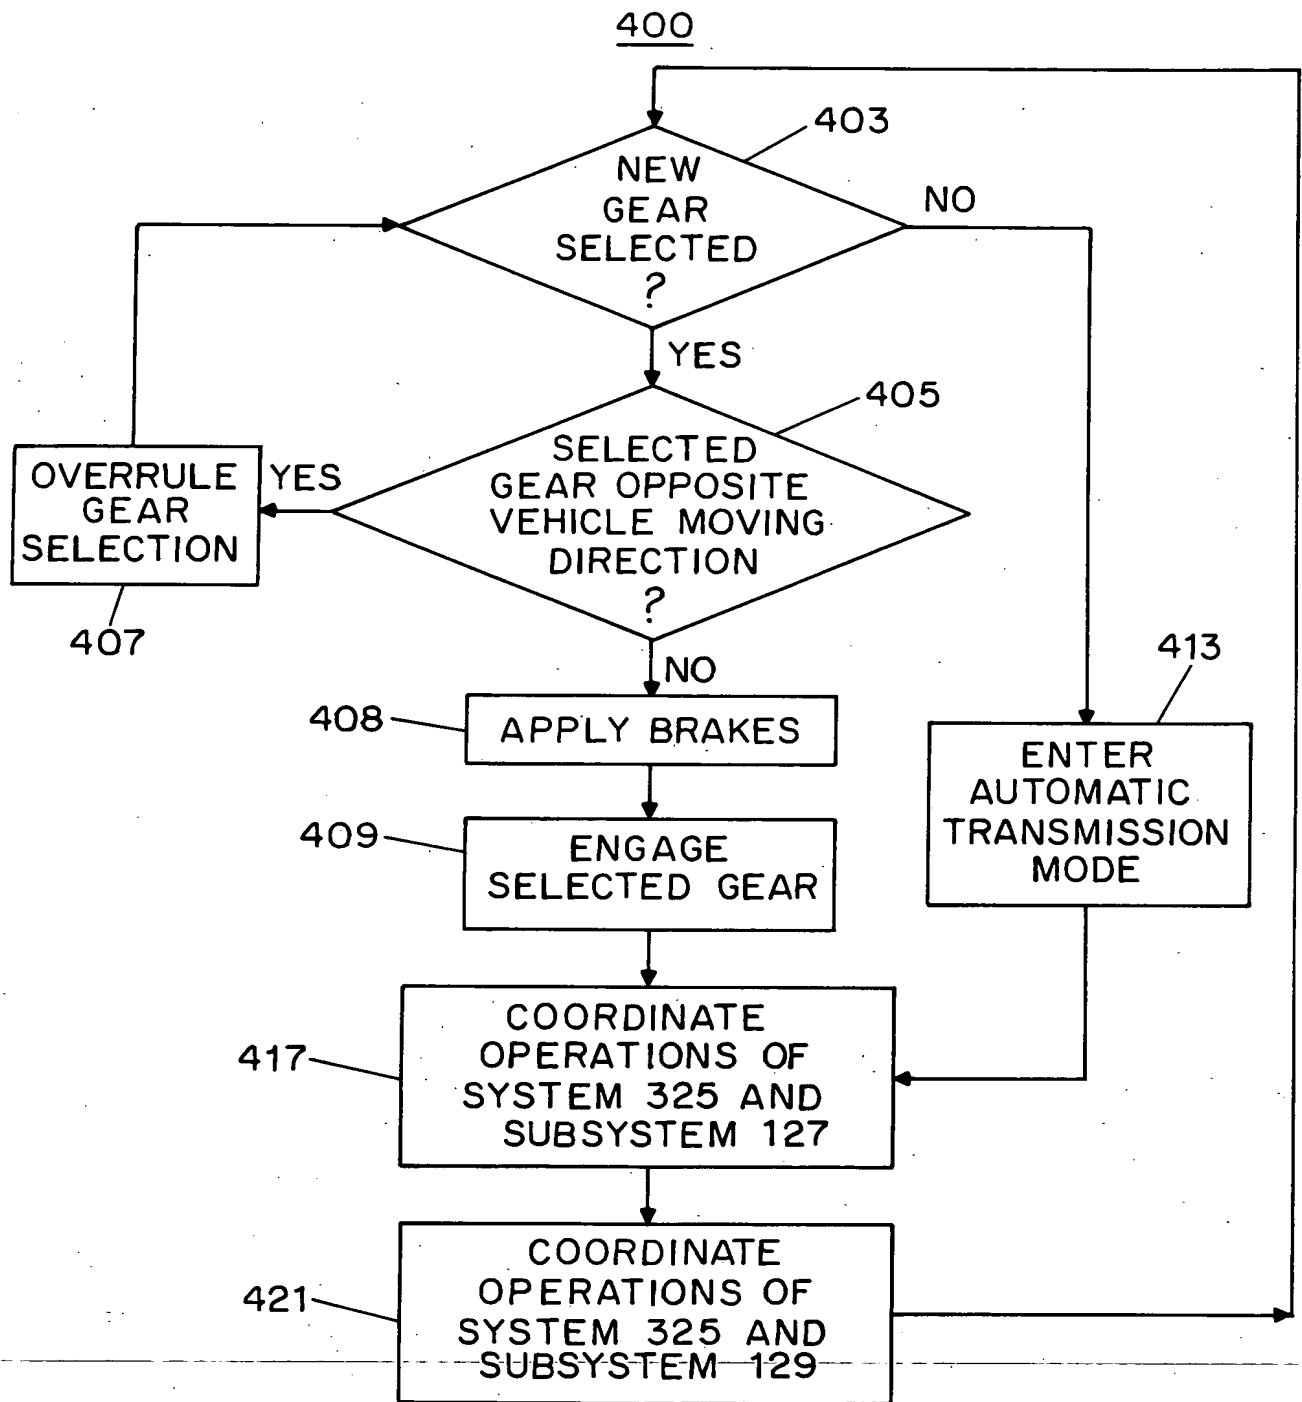 400
403
NEW
GEAR
SELECTED
?
NO
YES
405
SELECTED
GEAR OPPOSITE
VEHICLE MOVING
DIRECTION
?
YES
OVERRULE
GEAR
SELECTION
407
NO
408
APPLY BRAKES
413
ENTER
AUTOMATIC
TRANSMISSION
MODE
409
ENGAGE
SELECTED GEAR
417
COORDINATE
OPERATIONS OF
SYSTEM 325 AND
SUBSYSTEM 127
421
COORDINATE
OPERATIONS OF
SYSTEM 325 AND
SUBSYSTEM 129